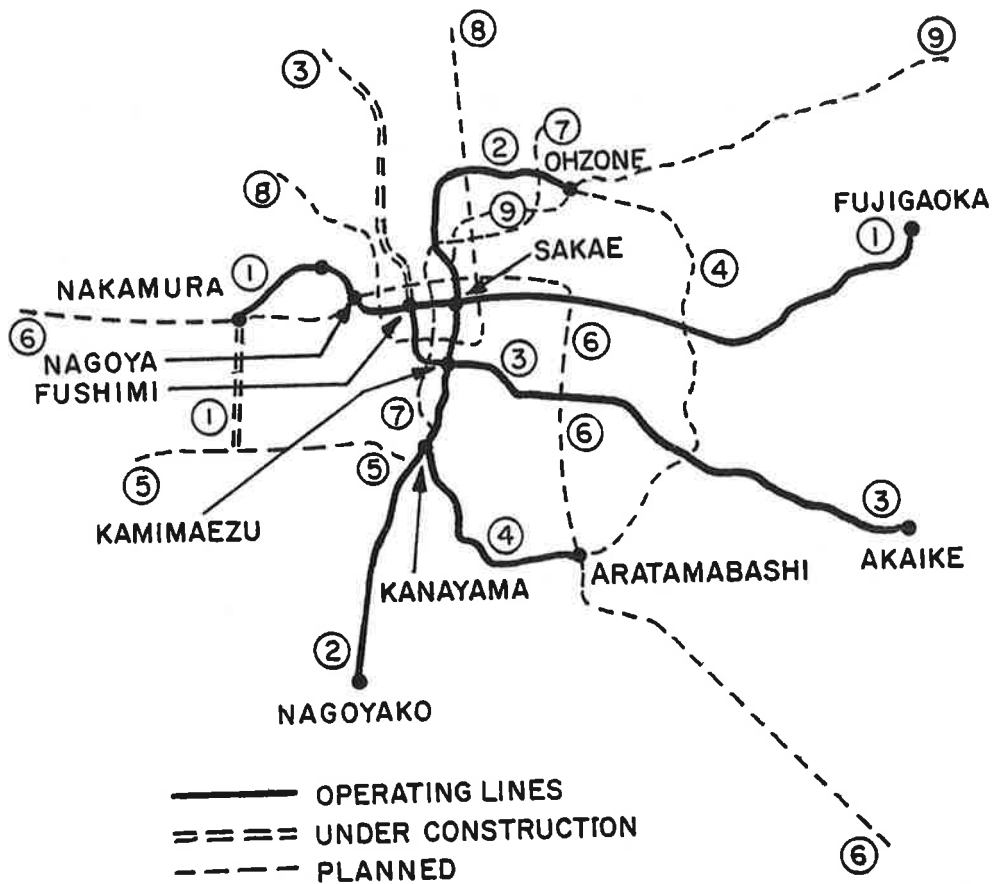 8
9
3
7
2
OHZONE
8
9
FUJIGAOKA
1
SAKAE
1
4
NAKAMURA
6
6
NAGOYA
3
FUSHIMI
1
7
6
5
5
3
KAMIMAEZU
4
AKAIKE
ARATAMABASHI
KANAYAMA
2
NAGOYAKO
OPERATING LINES
UNDER CONSTRUCTION
PLANNED
6